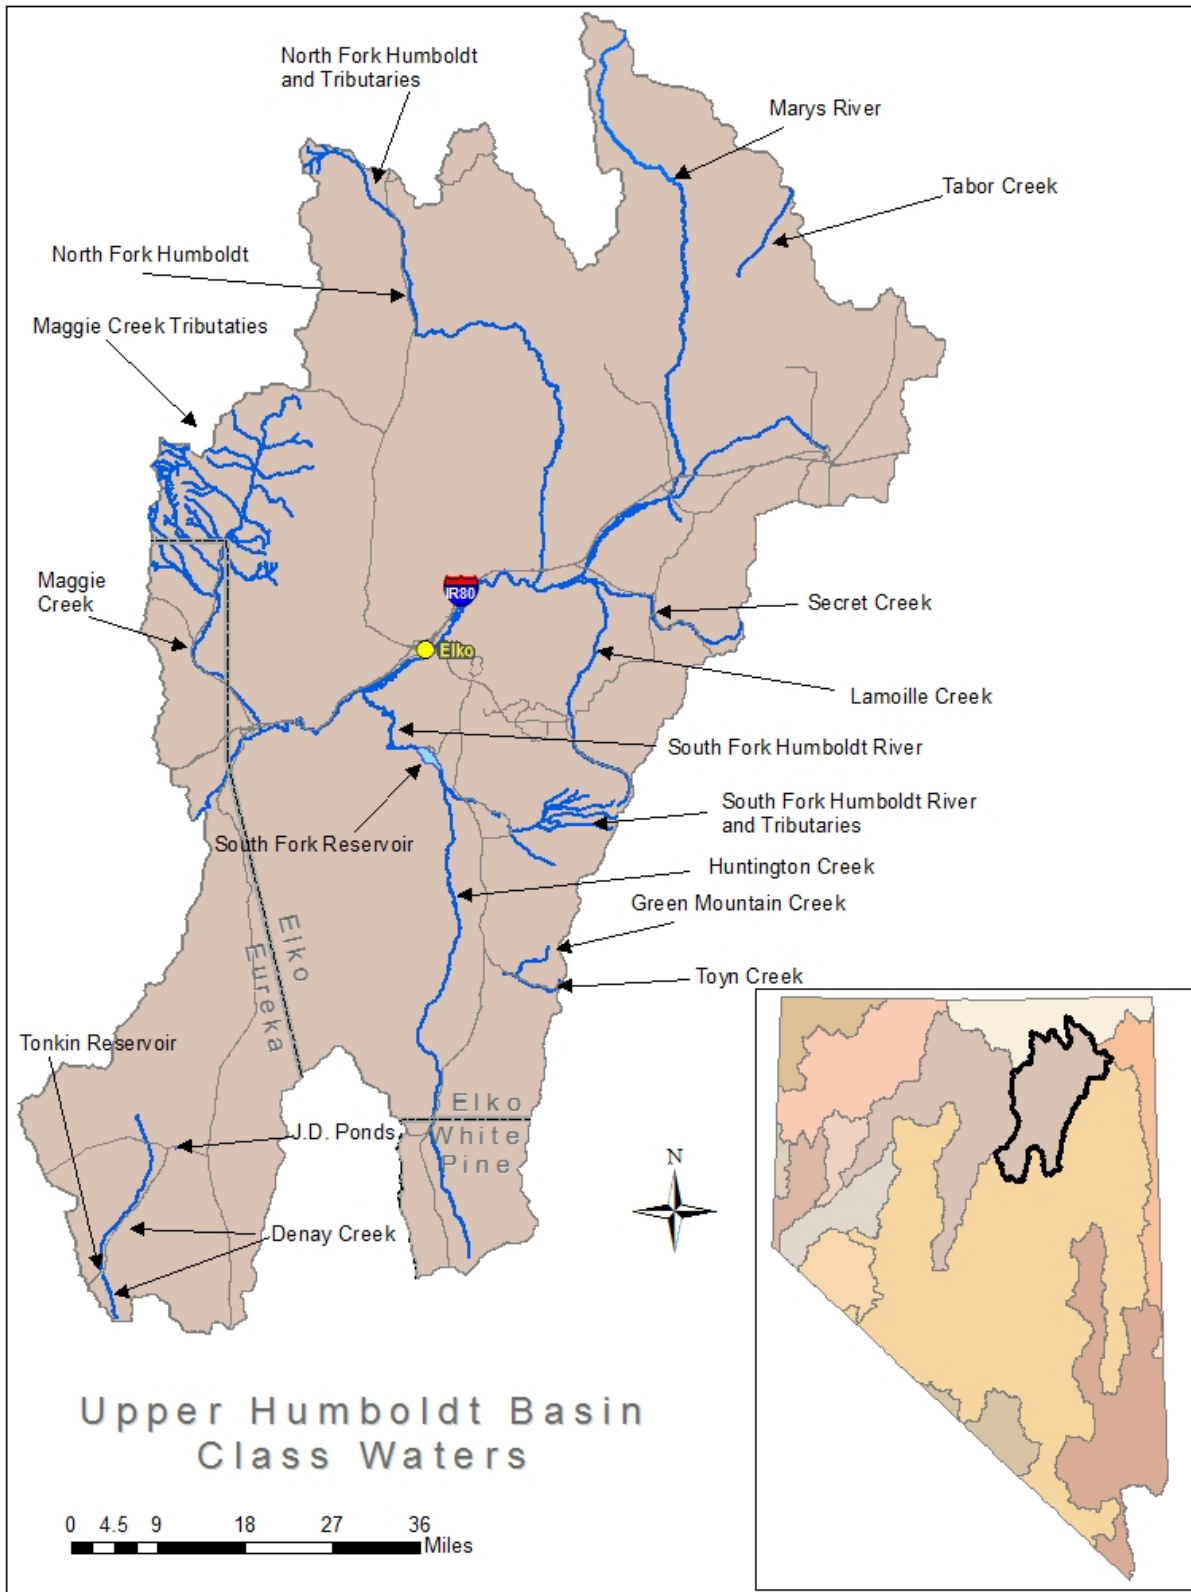 North Fork Humboldt
and Tributaries
Marys River
Tabor Creek
North Fork Humboldt
Maggie Creek Tributaties
Maggie
Creek
IR80
Elko
Secret Creek
Lamoille Creek
South Fork Humboldt River
South Fork Humboldt River
and Tributaries
South Fork Reservoir
Huntington Creek
Green Mountain Creek
Toyn Creek
Elko
Eureka
Tonkin Reservoir
Elko
White
Pine
J.D. Ponds
Denay Creek
N
Upper Humboldt Basin
Class Waters
0 4.5 9 18 27 36
Miles